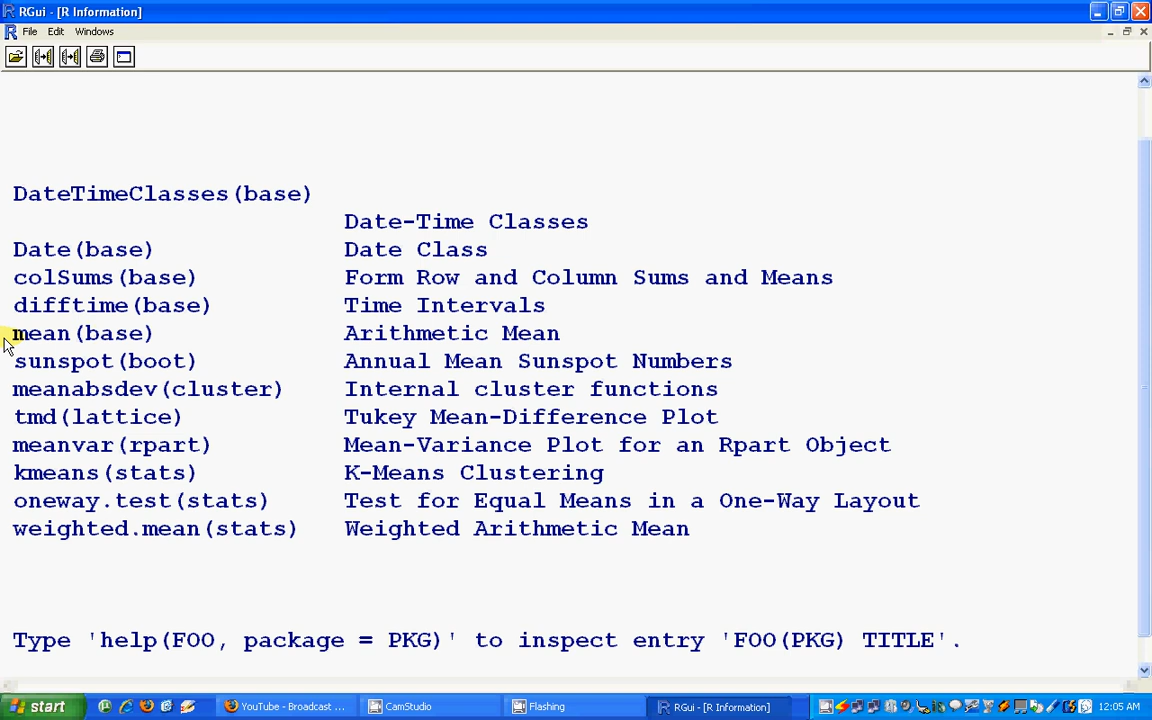 RGui - [R Information]
File Edit Windows
DateTimeClasses(base)
Date-Time Classes
Date(base) Date Class
colSums(base) Form Row and Column Sums and Means
difftime(base) Time Intervals
mean(base) Arithmetic Mean
sunspot(boot) Annual Mean Sunspot Numbers
meanabsdev(cluster) Internal cluster functions
tmd(lattice) Tukey Mean-Difference Plot
meanvar(rpart) Mean-Variance Plot for an Rpart Object
kmeans(stats) K-Means Clustering
oneway.test(stats) Test for Equal Means in a One-Way Layout
weighted.mean(stats) Weighted Arithmetic Mean
Type 'help(FOO, package = PKG)' to inspect entry 'FOO(PKG) TITLE'.
start YouTube - Broadcast ... CamStudio Flashing RGui - [R Information] 12:05 AM